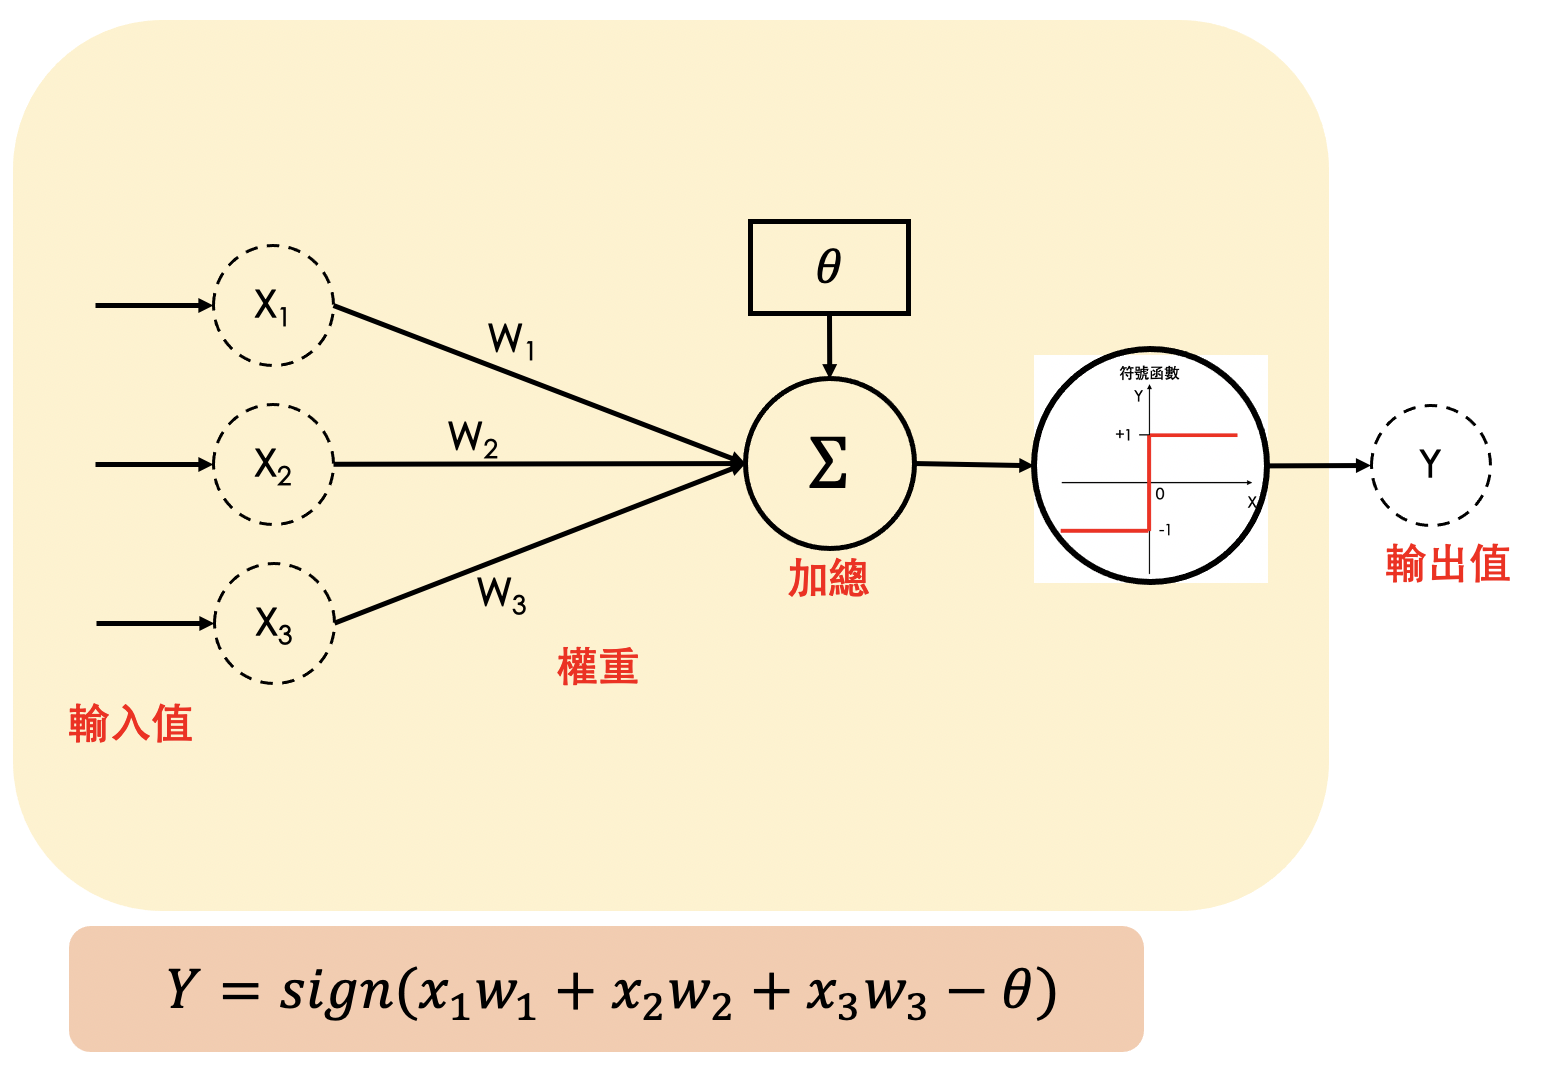 θ
X₁
W₁
符號函數
Y
+1
W₂
X₂
Σ
0
X
Y
-1
輸出值
加總
W₃
X₃
權重
輸入值
Y = sign(x₁w₁ + x₂w₂ + x₃w₃ − θ)